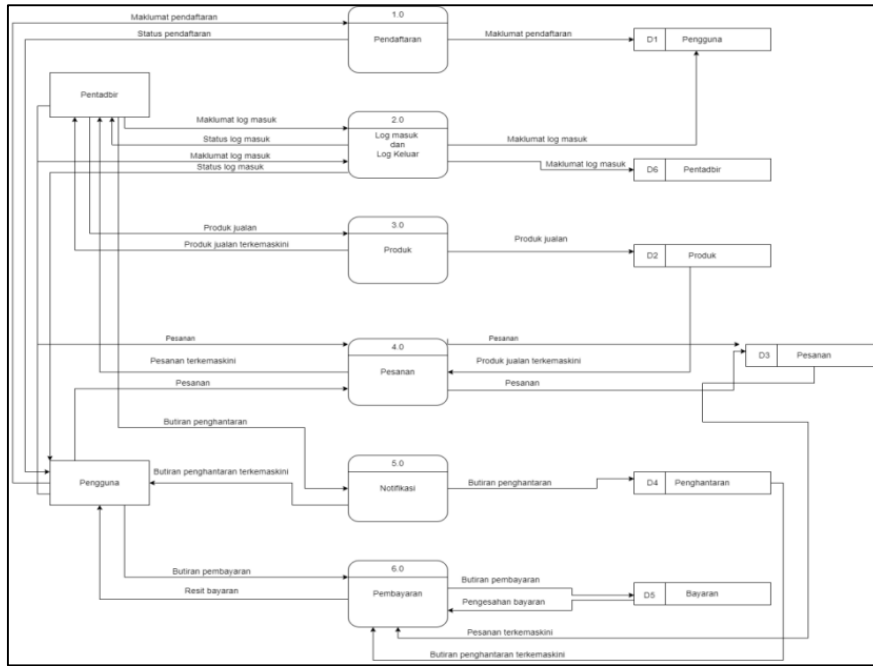 Maklumat pendaftaran
Status pendaftaran
1.0
Pendaftaran
Maklumat pendaftaran
D1 Pengguna
Pentadbir
Maklumat log masuk
Status log masuk
Maklumat log masuk
Status log masuk
2.0
Log masuk
dan
Log Keluar
Maklumat log masuk
Maklumat log masuk
D6 Pentadbir
Produk jualan
Produk jualan terkemaskini
3.0
Produk
Produk jualan
D2 Produk
Pesanan
Pesanan terkemaskini
Pesanan
4.0
Pesanan
Pesanan
Produk jualan terkemaskini
Pesanan
D3 Pesanan
Butiran penghantaran
Pengguna
Butiran penghantaran terkemaskini
5.0
Notifikasi
Butiran penghantaran
D4 Penghantaran
Butiran pembayaran
Resit bayaran
6.0
Pembayaran
Butiran pembayaran
Pengesahan bayaran
D5 Bayaran
Pesanan terkemaskini
Butiran penghantaran terkemaskini